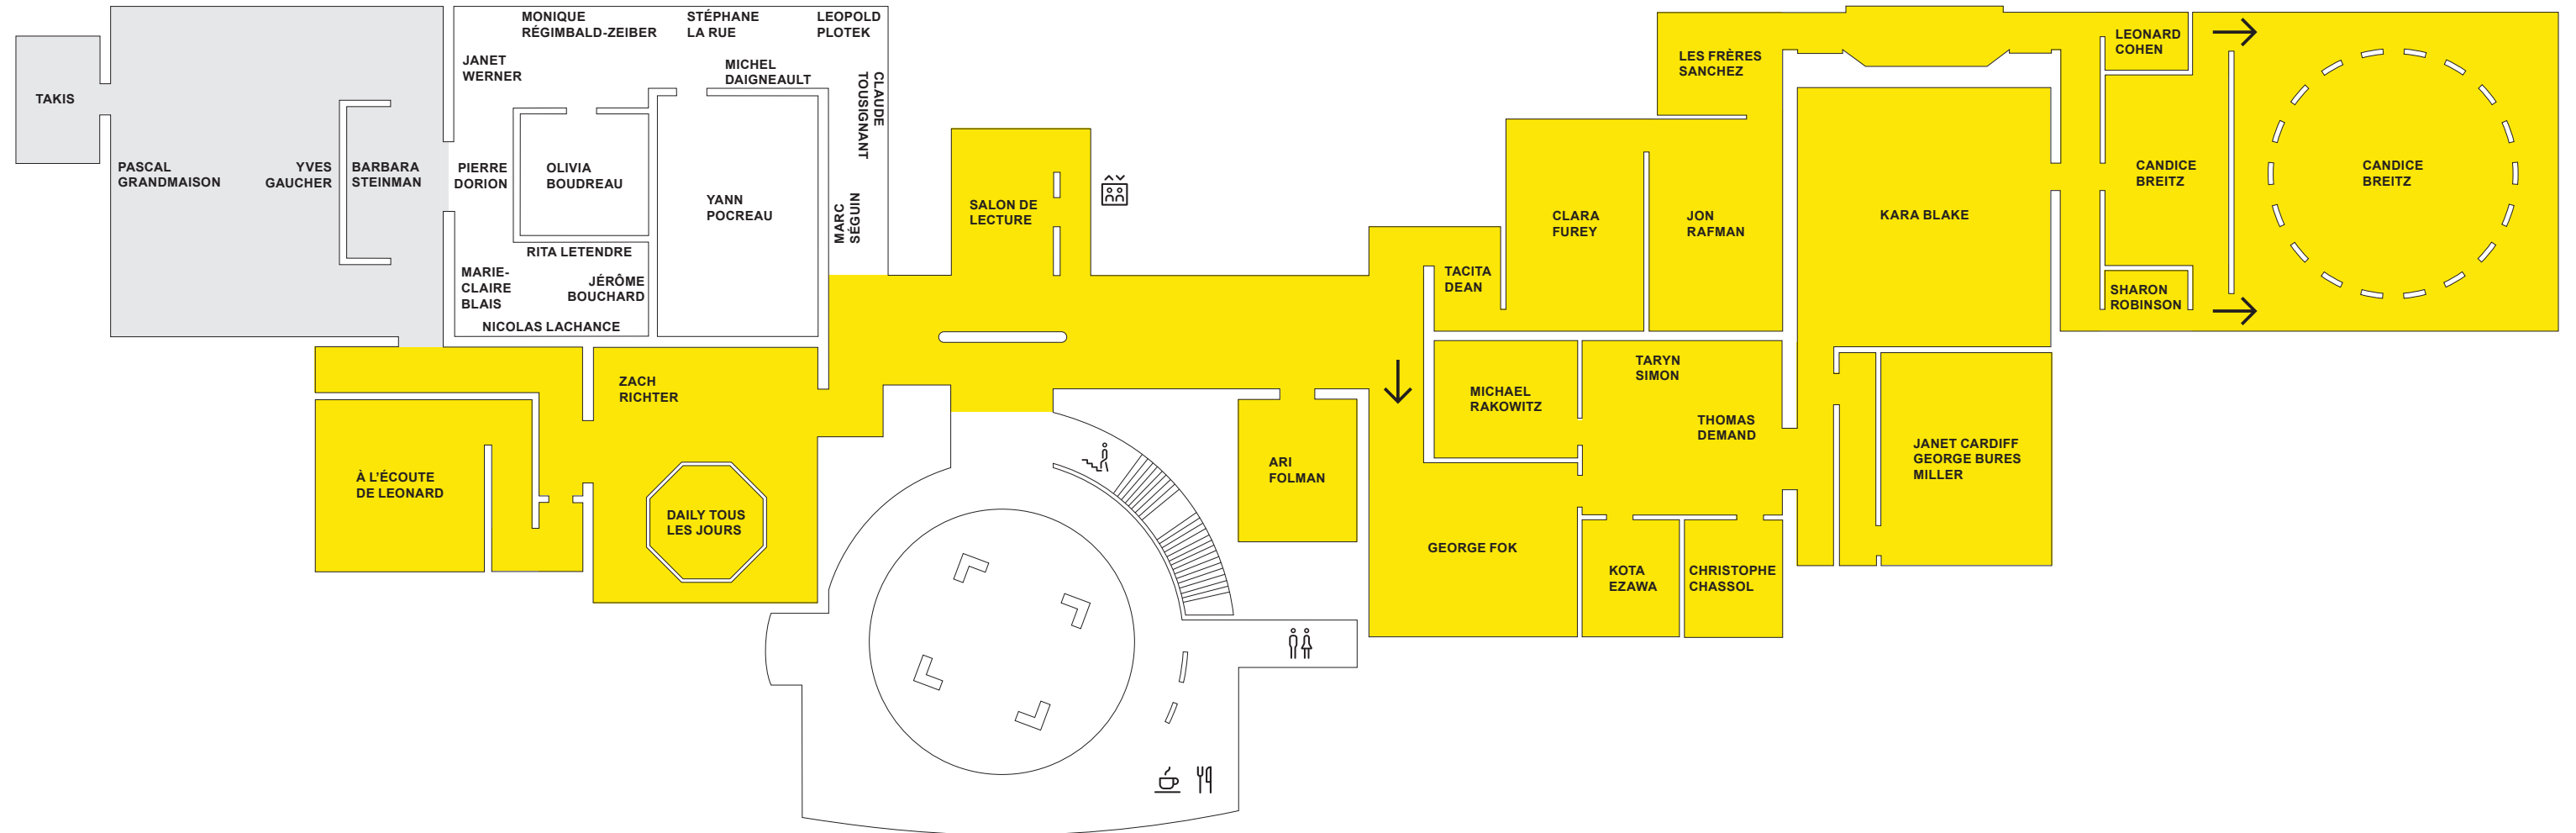 TAKIS
PASCAL
GRANDMAISON
YVES
GAUCHER
BARBARA
STEINMAN
MONIQUE
RÉGIMBALD-ZEIBER
STÉPHANE
LA RUE
LEOPOLD
PLOTEK
JANET
WERNER
MICHEL
DAIGNEAULT
CLAUDE
TOUSIGNANT
PIERRE
DORION
OLIVIA
BOUDREAU
YANN
POCREAU
MARC
SÉGUIN
RITA LETENDRE
MARIE-
CLAIRE
BLAIS
JÉRÔME
BOUCHARD
NICOLAS LACHANCE
ZACH
RICHTER
À L'ÉCOUTE
DE LEONARD
DAILY TOUS
LES JOURS
SALON DE
LECTURE
ARI
FOLMAN
TACITA
DEAN
CLARA
FUREY
JON
RAFMAN
LES FRÈRES
SANCHEZ
MICHAEL
RAKOWITZ
TARYN
SIMON
THOMAS
DEMAND
GEORGE FOK
KOTA
EZAWA
CHRISTOPHE
CHASSOL
KARA BLAKE
JANET CARDIFF
GEORGE BURES
MILLER
LEONARD
COHEN
CANDICE
BREITZ
SHARON
ROBINSON
CANDICE
BREITZ